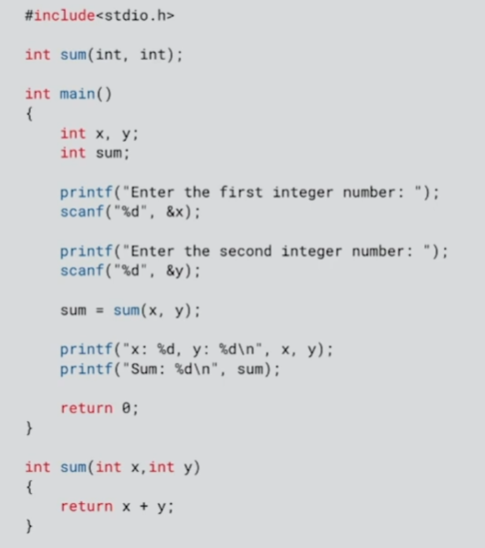 #include<stdio.h>
int sum(int, int);
int main()
{
int x, y;
int sum;
printf("Enter the first integer number: ");
scanf("%d", &x);
printf("Enter the second integer number: ");
scanf("%d", &y);
sum = sum(x, y);
printf("x: %d, y: %d\n", x, y);
printf("Sum: %d\n", sum);
return 0;
}
int sum(int x,int y)
{
return x + y;
}